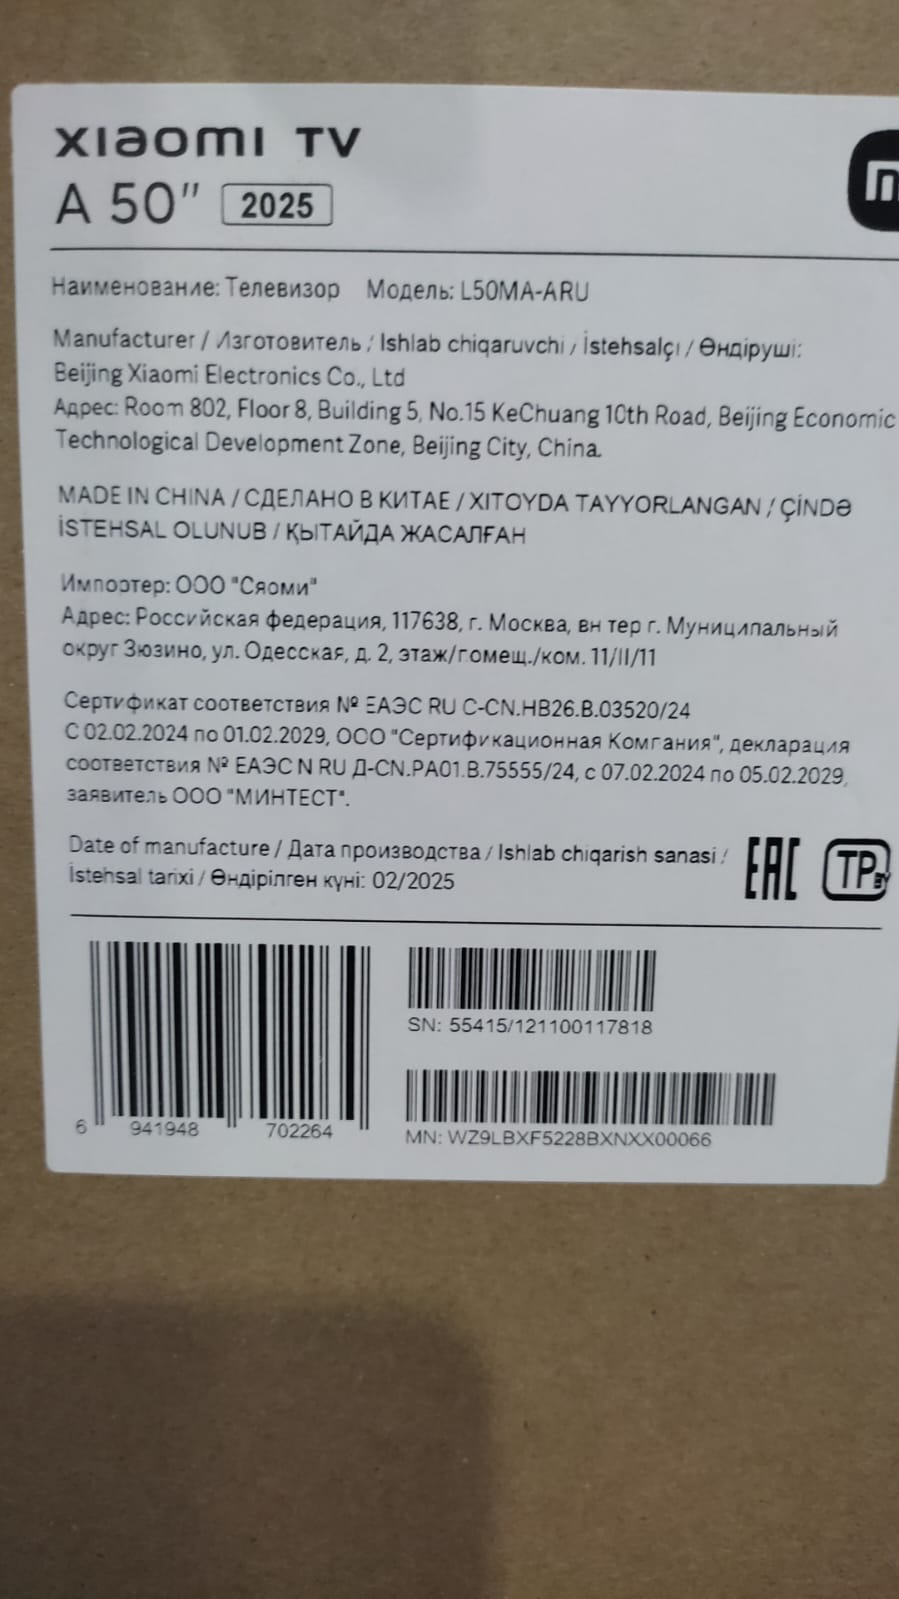 xiaomi TV
A 50" 2025
Наименование: Телевизор Модель: L50MA-ARU
Manufacturer / Изготовитель / Ishlab chiqaruvchi / İstehsalçı / Өндіруші:
Beijing Xiaomi Electronics Co., Ltd
Адрес: Room 802, Floor 8, Building 5, No.15 KeChuang 10th Road, Beijing Economic
Technological Development Zone, Beijing City, China.
MADE IN CHINA / СДЕЛАНО В КИТАЕ / XITOYDA TAYYORLANGAN / ÇİNDƏ
İSTEHSAL OLUNUB / ҚЫТАЙДА ЖАСАЛҒАН
Импортер: ООО "Сяоми"
Адрес: Российская федерация, 117638, г. Москва, вн тер г. Муниципальный
округ Зюзино, ул. Одесская, д. 2, этаж/помещ./ком. 11/II/11
Сертификат соответствия № ЕАЭС RU C-CN.HB26.B.03520/24
С 02.02.2024 по 01.02.2029, ООО "Сертификационная Компания", декларация
соответствия № ЕАЭС N RU Д-CN.PA01.B.75555/24, с 07.02.2024 по 05.02.2029,
заявитель ООО "МИНТЕСТ".
Date of manufacture / Дата производства / Ishlab chiqarish sanasi /
İstehsal tarixi / Өндірілген күні: 02/2025
EAC TP BY
SN: 55415/121100117818
6 941948 702264
MN: WZ9LBXF5228BXNXX00066